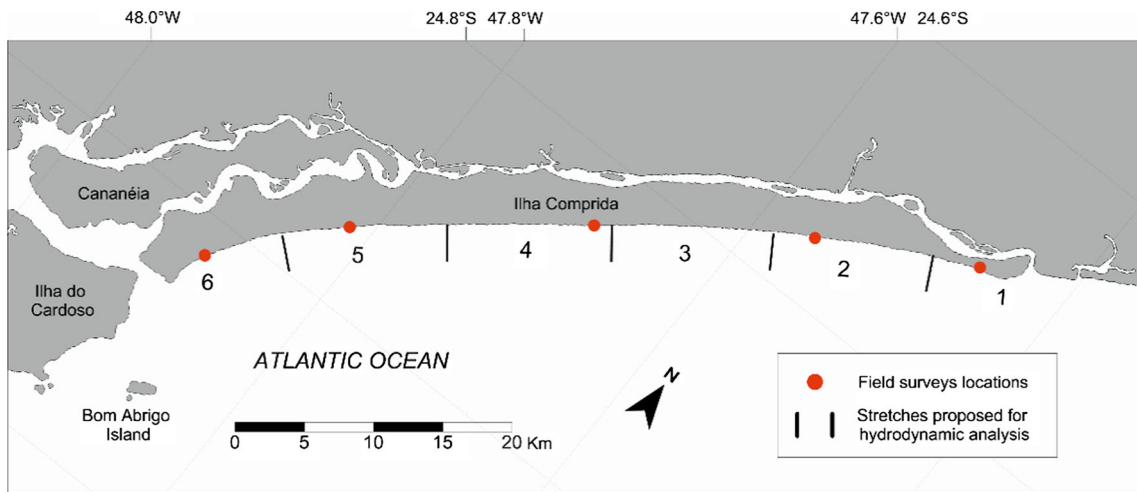 48.0°W
24.8°S
47.8°W
47.6°W
24.6°S
Cananéia
Ilha Comprida
6
5
4
3
2
1
Ilha do
Cardoso
ATLANTIC OCEAN
Bom Abrigo
Island
0
5
10
15
20 Km
N
Field surveys locations
Stretches proposed for
hydrodynamic analysis